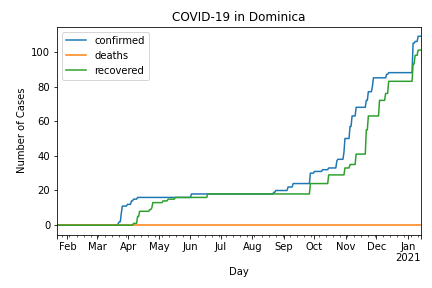 COVID-19 in Dominica
confirmed
deaths
recovered
Number of Cases
100
80
60
40
20
0
Feb Mar Apr May Jun Jul Aug Sep Oct Nov Dec Jan
2021
Day